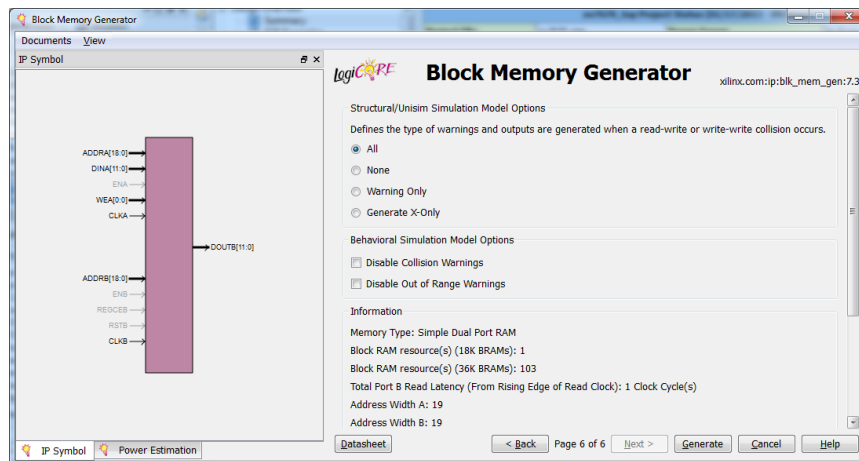 Block Memory Generator
Documents View
IP Symbol
ADDRA[18:0]
DINA[11:0]
ENA
WEA[0:0]
CLKA
DOUTB[11:0]
ADDRB[18:0]
ENB
REGCEB
RSTB
CLKB
IP Symbol
Power Estimation
LogiCORE
Block Memory Generator
xilinx.com:ip:blk_mem_gen:7.3
Structural/Unisim Simulation Model Options
Defines the type of warnings and outputs are generated when a read-write or write-write collision occurs.
All
None
Warning Only
Generate X-Only
Behavioral Simulation Model Options
Disable Collision Warnings
Disable Out of Range Warnings
Information
Memory Type: Simple Dual Port RAM
Block RAM resource(s) (18K BRAMs): 1
Block RAM resource(s) (36K BRAMs): 103
Total Port B Read Latency (From Rising Edge of Read Clock): 1 Clock Cycle(s)
Address Width A: 19
Address Width B: 19
Datasheet
< Back Page 6 of 6 Next > Generate Cancel Help